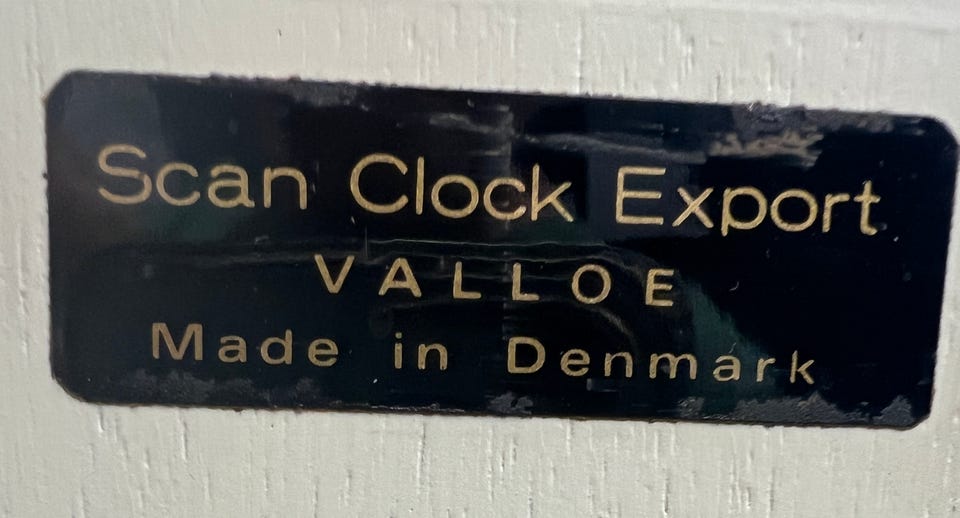 Scan Clock Export
VALLOE
Made in Denmark